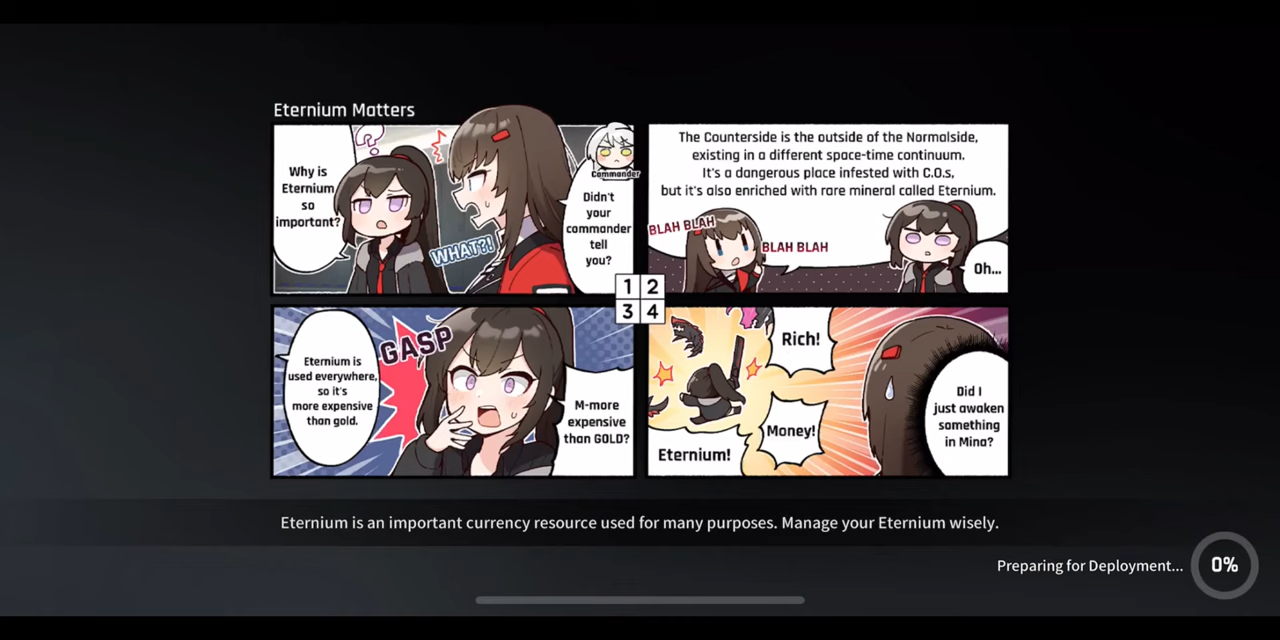 Eternium Matters
Why is
Eternium
so
important?
WHAT?!
Commander
Didn't
your
commander
tell
you?
The Counterside is the outside of the Normalside,
existing in a different space-time continuum.
It's a dangerous place infested with C.O.s,
but it's also enriched with rare mineral called Eternium.
BLAH BLAH
BLAH BLAH
Oh...
1 2
3 4
Eternium is
used everywhere,
so it's
more expensive
than gold.
GASP
M-more
expensive
than GOLD?
Rich!
Money!
Eternium!
Did I
just awaken
something
in Mina?
Eternium is an important currency resource used for many purposes. Manage your Eternium wisely.
Preparing for Deployment...
0%